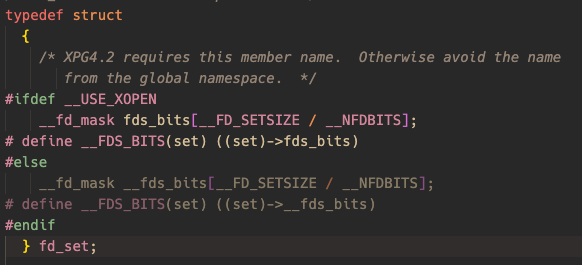 typedef struct
  {
    /* XPG4.2 requires this member name.  Otherwise avoid the name
       from the global namespace.  */
#ifdef __USE_XOPEN
    __fd_mask fds_bits[__FD_SETSIZE / __NFDBITS];
# define __FDS_BITS(set) ((set)->fds_bits)
#else
    __fd_mask __fds_bits[__FD_SETSIZE / __NFDBITS];
# define __FDS_BITS(set) ((set)->__fds_bits)
#endif
  } fd_set;